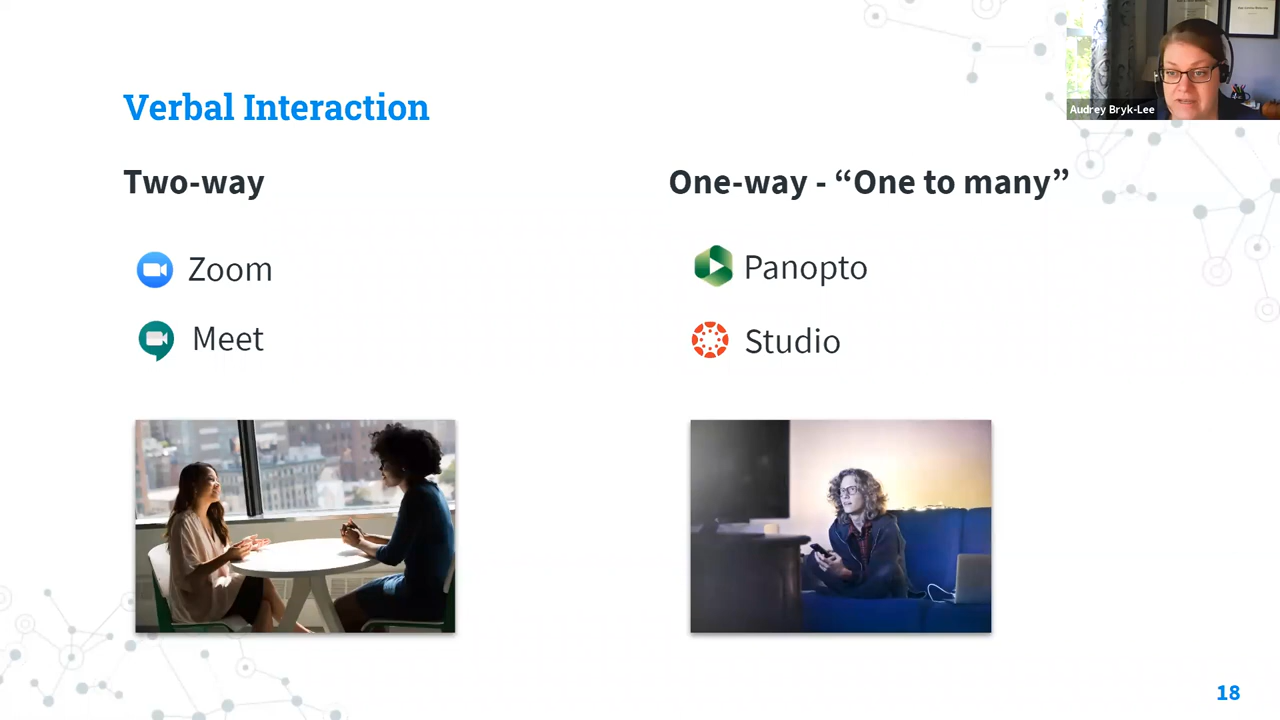 Verbal Interaction
Two-way
One-way - “One to many”
Zoom
Panopto
Meet
Studio
Audrey Bryk-Lee
18